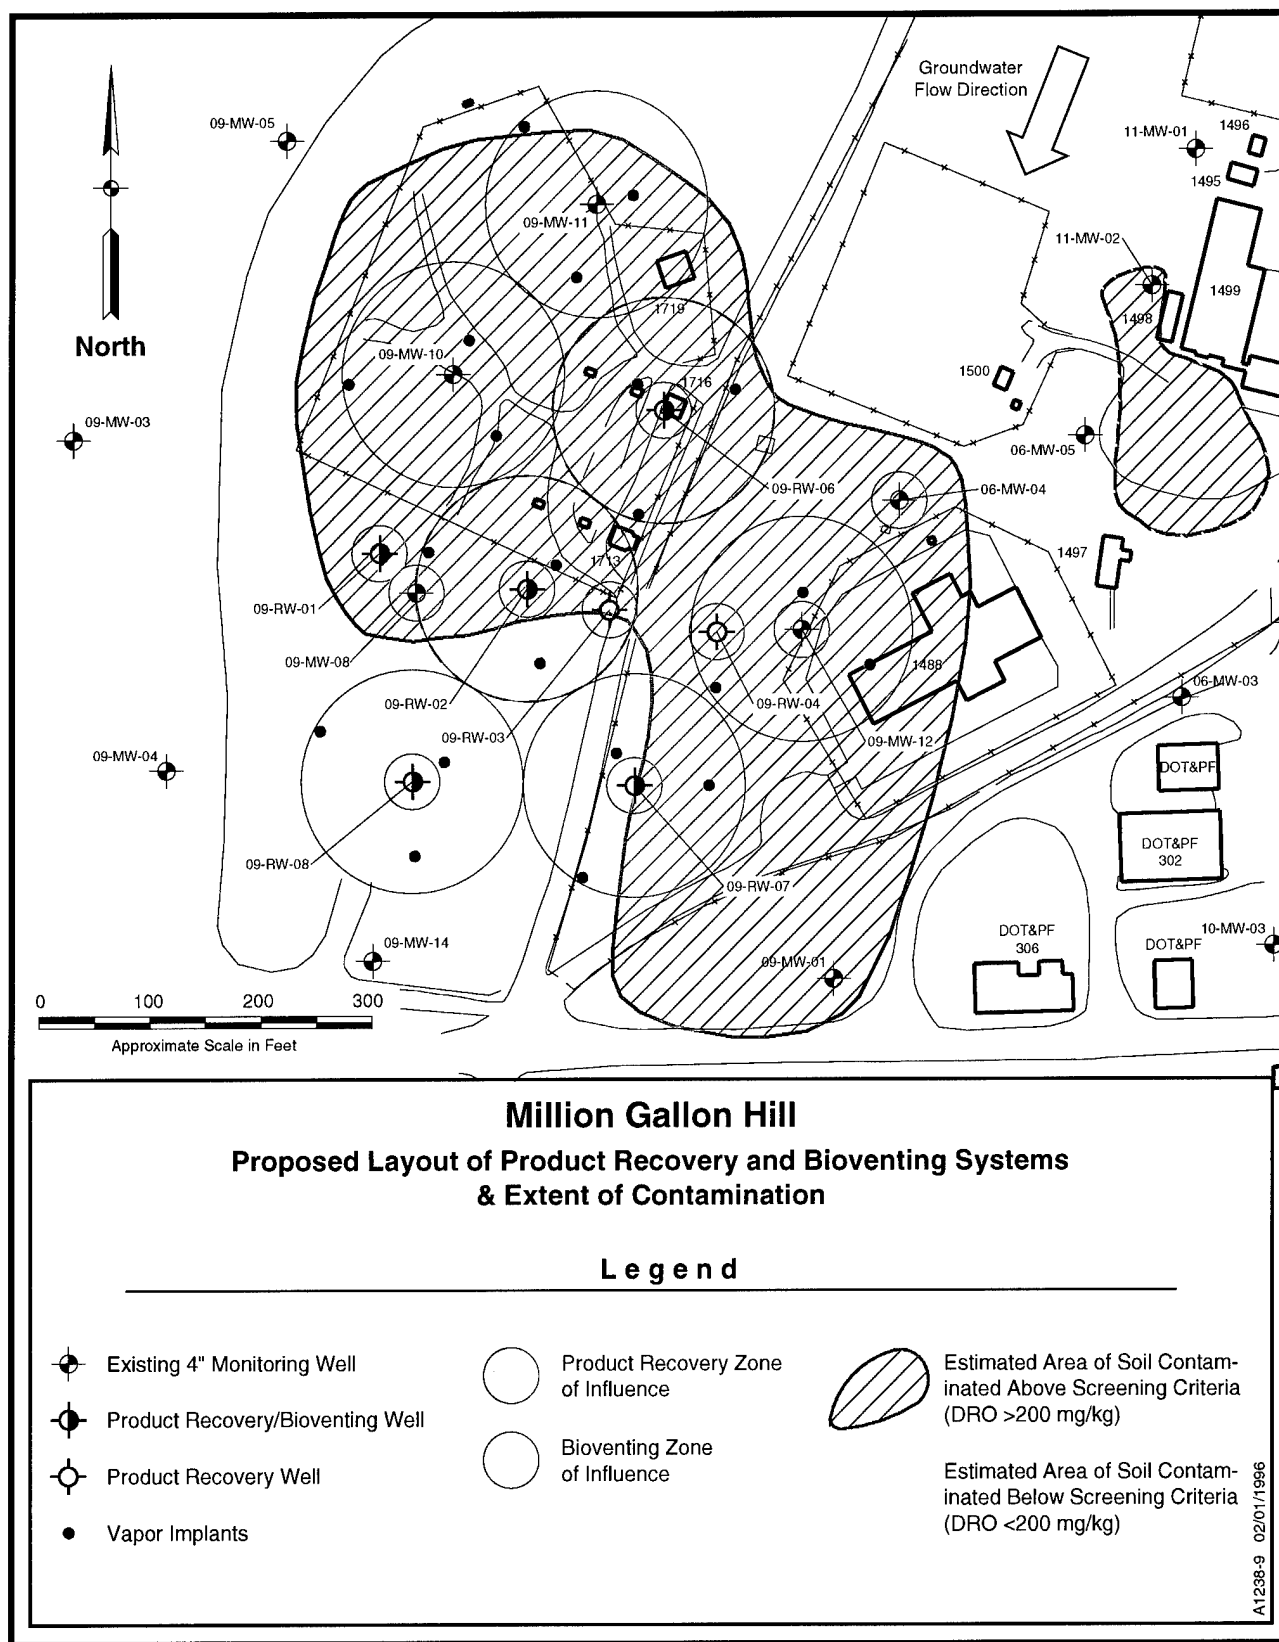 Groundwater
Flow Direction
09-MW-05
11-MW-01
1496
1495
09-MW-11
11-MW-02
1499
1498
1719
North
09-MW-10
1716
1500
09-MW-03
06-MW-05
09-RW-06
06-MW-04
1497
1713
09-RW-01
09-MW-08
1488
06-MW-03
09-RW-02
09-RW-04
09-RW-03
09-MW-12
09-MW-04
DOT&PF
DOT&PF
302
09-RW-08
09-RW-07
09-MW-14
DOT&PF
306
DOT&PF
10-MW-03
09-MW-01
0 100 200 300
Approximate Scale in Feet
Million Gallon Hill
Proposed Layout of Product Recovery and Bioventing Systems
& Extent of Contamination
Legend
Existing 4" Monitoring Well
Product Recovery/Bioventing Well
Product Recovery Well
Vapor Implants
Product Recovery Zone
of Influence
Bioventing Zone
of Influence
Estimated Area of Soil Contam-
inated Above Screening Criteria
(DRO >200 mg/kg)
Estimated Area of Soil Contam-
inated Below Screening Criteria
(DRO <200 mg/kg)
A1238-9 02/01/1996